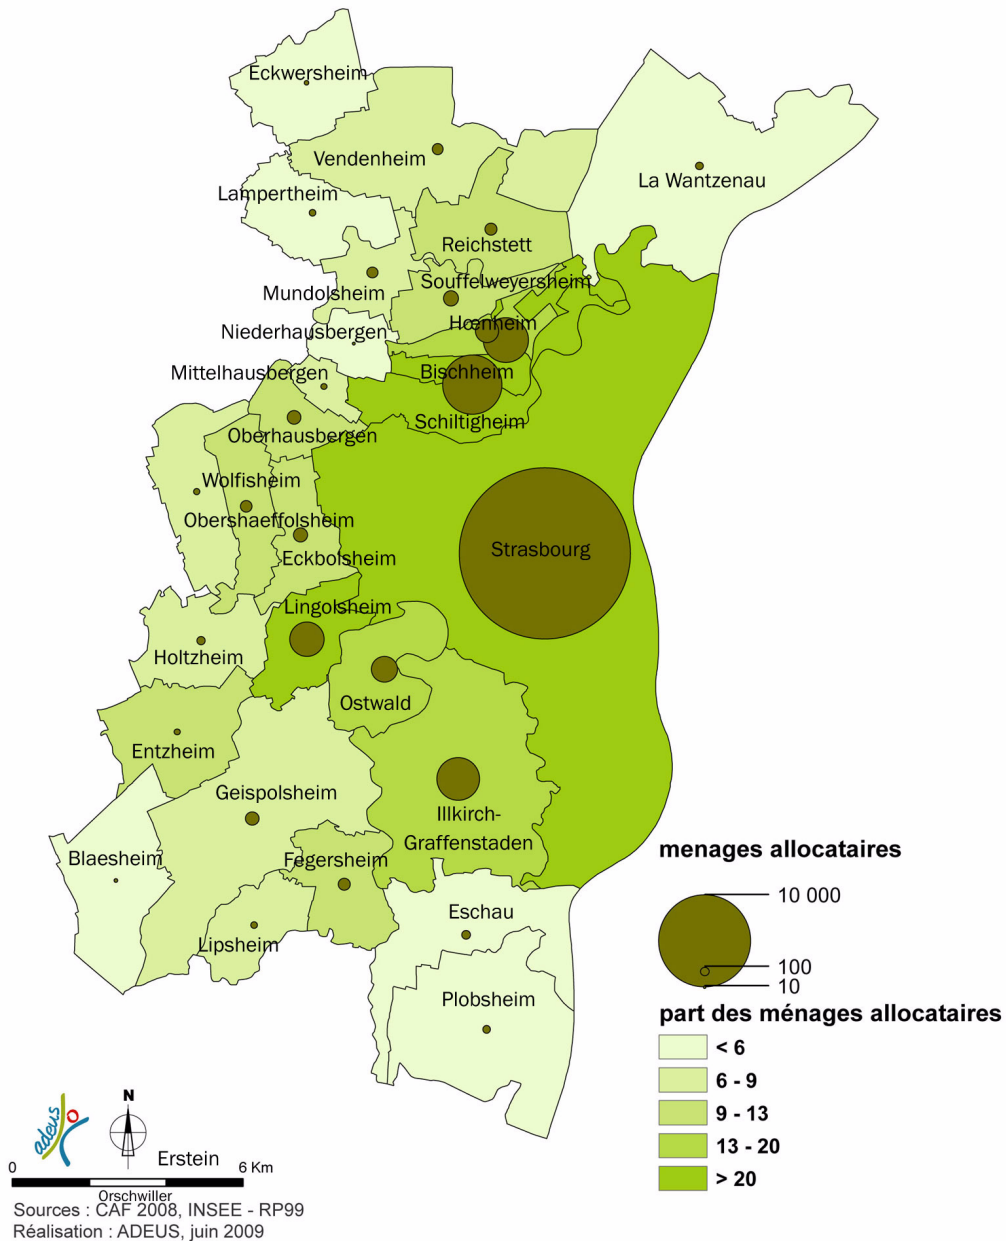 Eckwersheim
Vendenheim
La Wantzenau
Lampertheim
Reichstett
Souffelweyersheim
Mundolsheim
Hœnheim
Niederhausbergen
Bischheim
Mittelhausbergen
Schiltigheim
Oberhausbergen
Wolfisheim
Obershaeffolsheim
Strasbourg
Eckbolsheim
Lingolsheim
Holtzheim
Ostwald
Entzheim
Geispolsheim
Illkirch-
Graffenstaden
Blaesheim
Fegersheim
Eschau
Lipsheim
Plobsheim
menages allocataires
10 000
100
10
part des ménages allocataires
< 6
6 - 9
9 - 13
13 - 20
> 20
adeus
N
Erstein
0
6 Km
Orschwiller
Sources : CAF 2008, INSEE - RP99
Réalisation : ADEUS, juin 2009